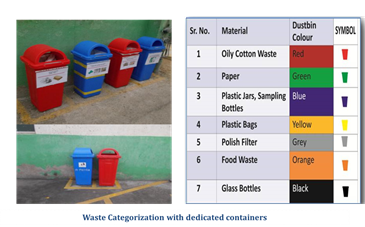 Sr. No. Material Dustbin Colour SYMBOL
1 Oily Cotton Waste Red
2 Paper Green
3 Plastic Jars, Sampling Bottles Blue
4 Plastic Bags Yellow
5 Polish Filter Grey
6 Food Waste Orange
7 Glass Bottles Black
Waste Categorization with dedicated containers